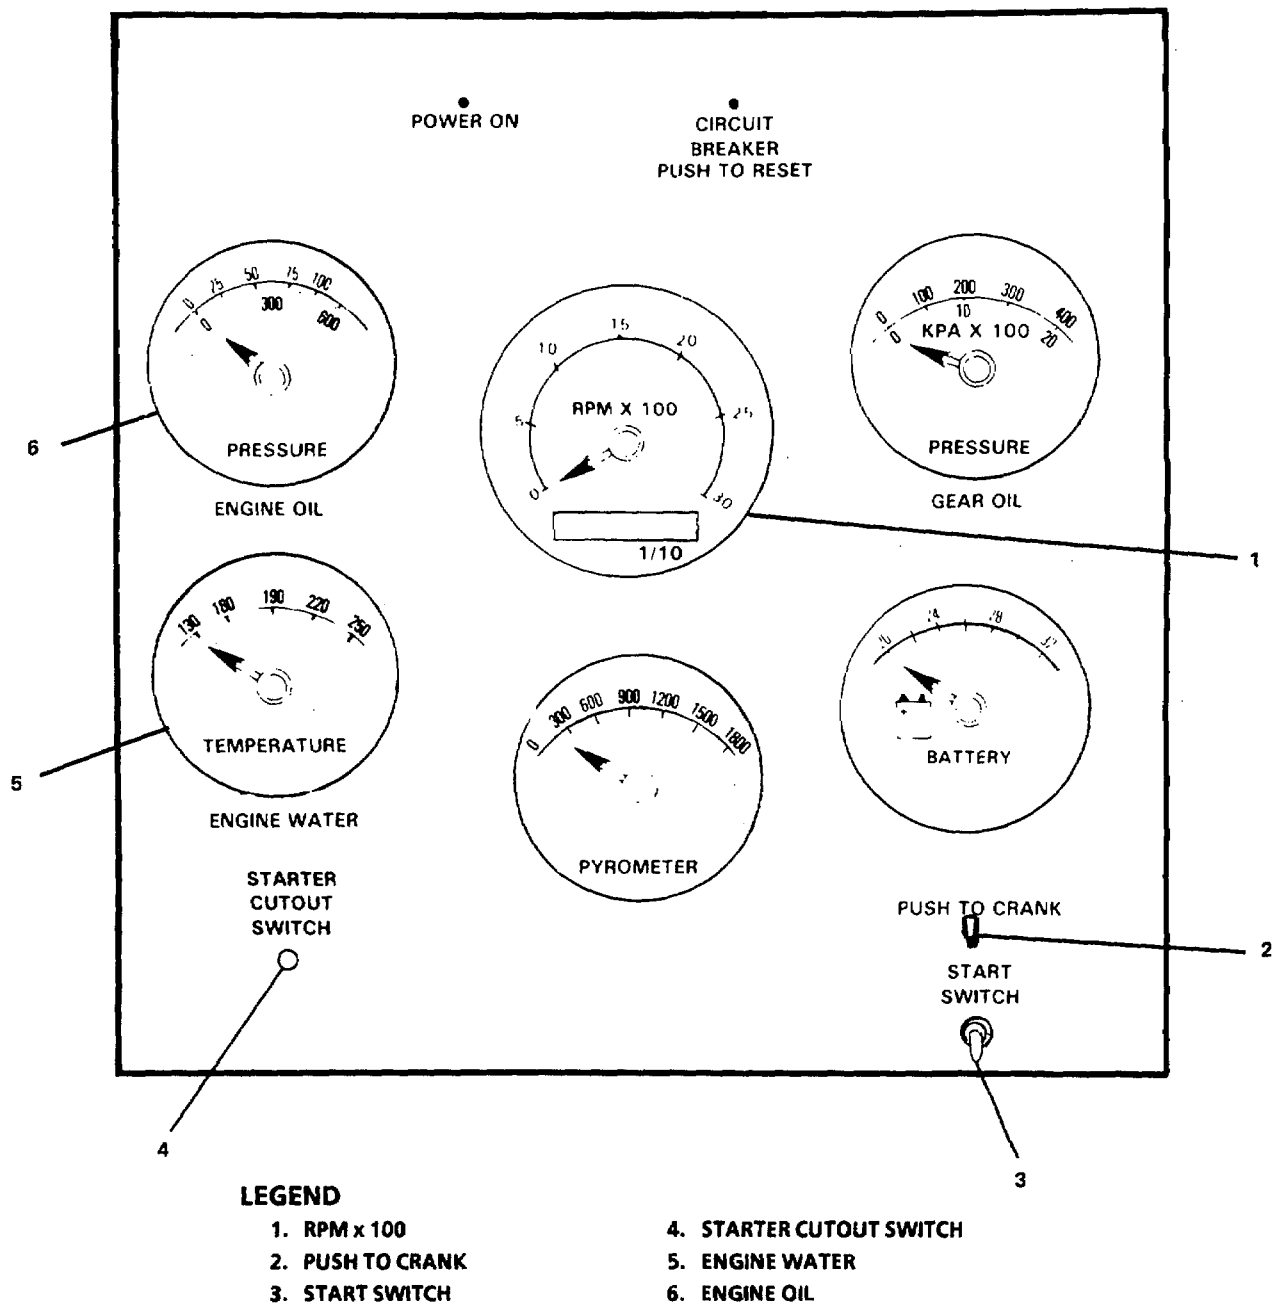 POWER ON
CIRCUIT
BREAKER
PUSH TO RESET
0 25 50 75 100
0 300 600
PRESSURE
ENGINE OIL
0 5 10 15 20 25 30
RPM X 100
1/10
0 100 200 300 400
0 10 20
KPA X 100
PRESSURE
GEAR OIL
130 180 190 220 250
TEMPERATURE
ENGINE WATER
0 300 600 900 1200 1500 1800
PYROMETER
24 28
BATTERY
STARTER
CUTOUT
SWITCH
PUSH TO CRANK
START
SWITCH
1
2
3
4
5
6
LEGEND
1. RPM x 100
2. PUSH TO CRANK
3. START SWITCH
4. STARTER CUTOUT SWITCH
5. ENGINE WATER
6. ENGINE OIL